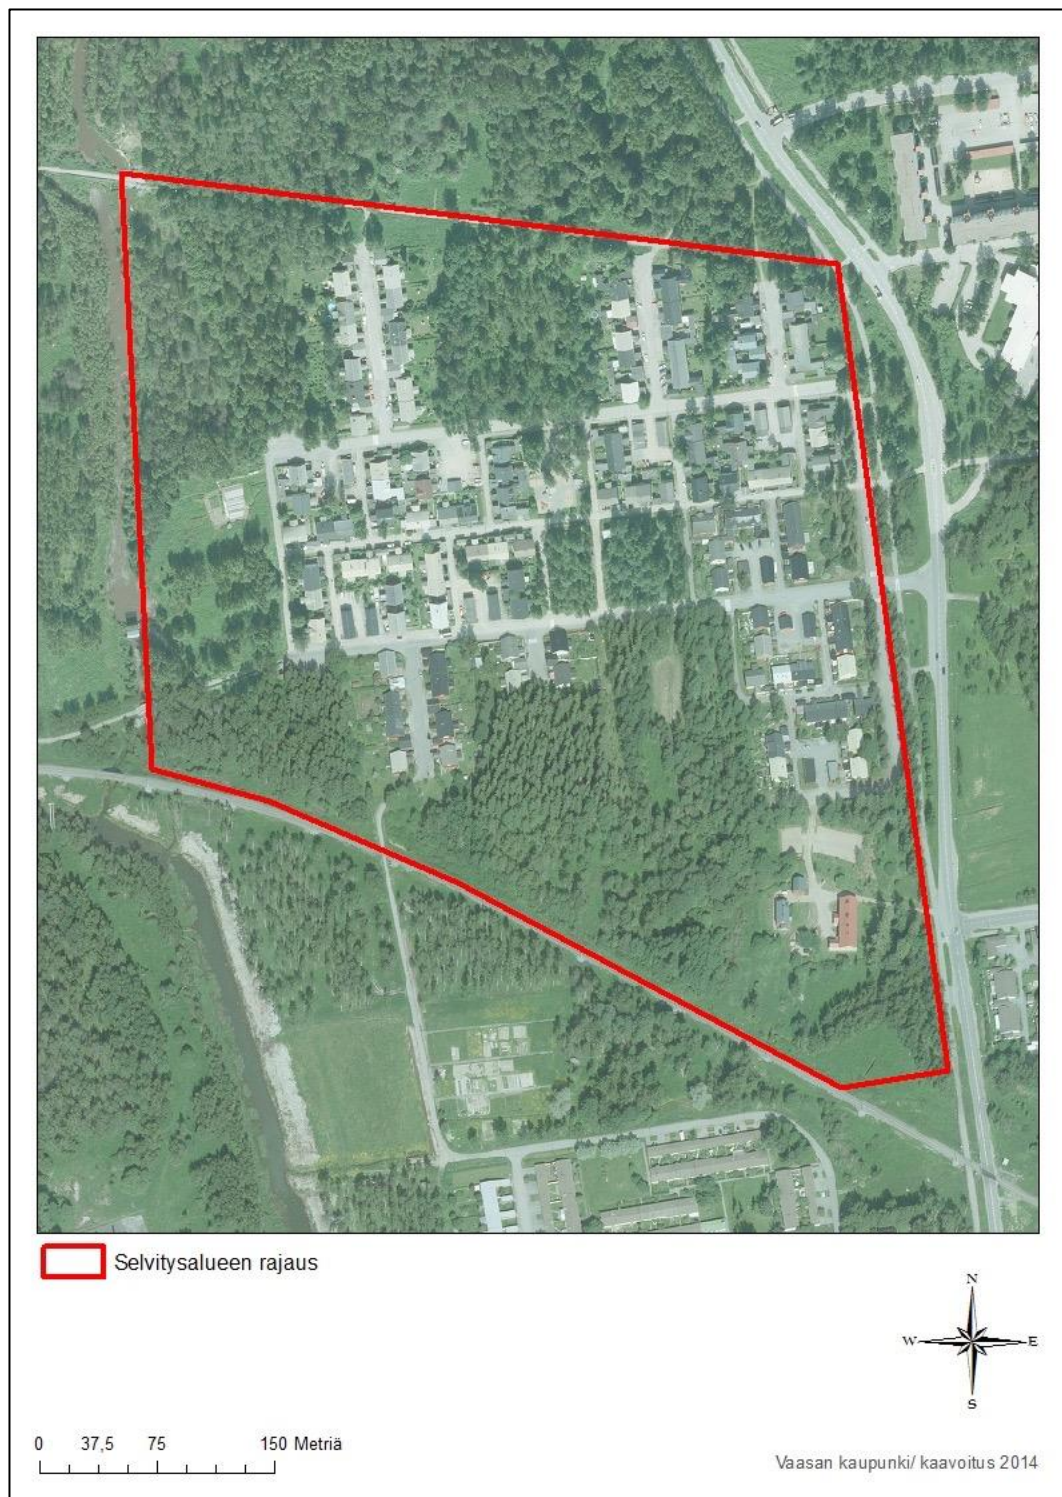 Selvitysalueen rajaus
N
W E
S
0 37,5 75 150 Metriä
Vaasan kaupunki/ kaavoitus 2014